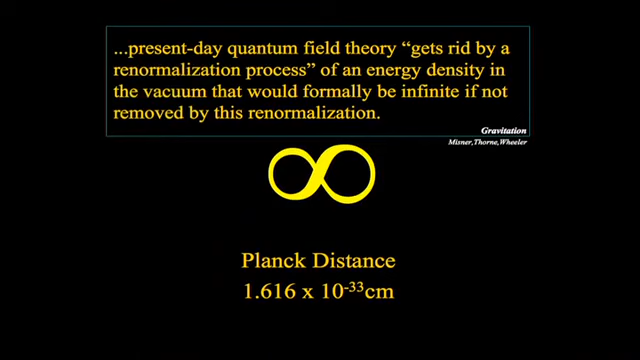 ...present-day quantum field theory “gets rid by a
renormalization process” of an energy density in
the vacuum that would formally be infinite if not
removed by this renormalization.
Gravitation
Misner,Thorne,Wheeler
∞
Planck Distance
1.616 x 10⁻³³cm